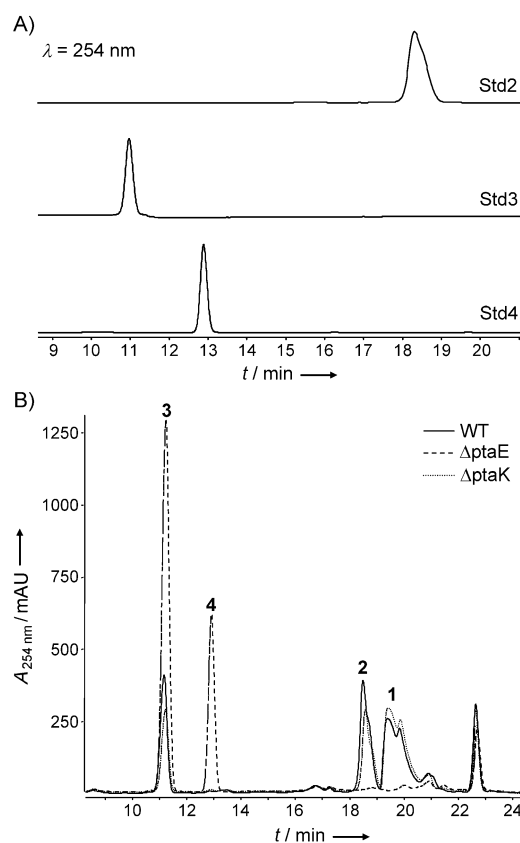 A)
λ = 254 nm
Std2
Std3
Std4
9 10 11 12 13 14 15 16 17 18 19 20
t / min
B)
3
WT
ΔptaE
ΔptaK
1250
1000
750
500
250
4
2
1
A 254 nm / mAU
10 12 14 16 18 20 22 24
t / min